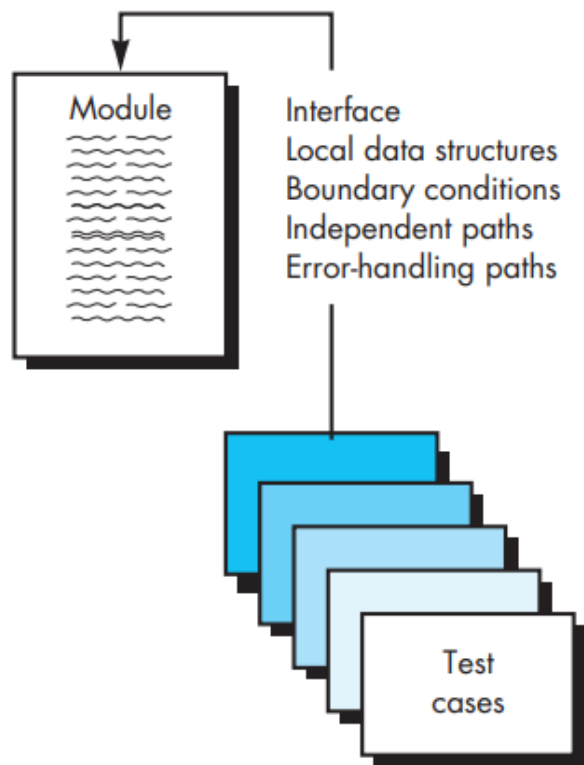 Module
Interface
Local data structures
Boundary conditions
Independent paths
Error-handling paths
Test
cases